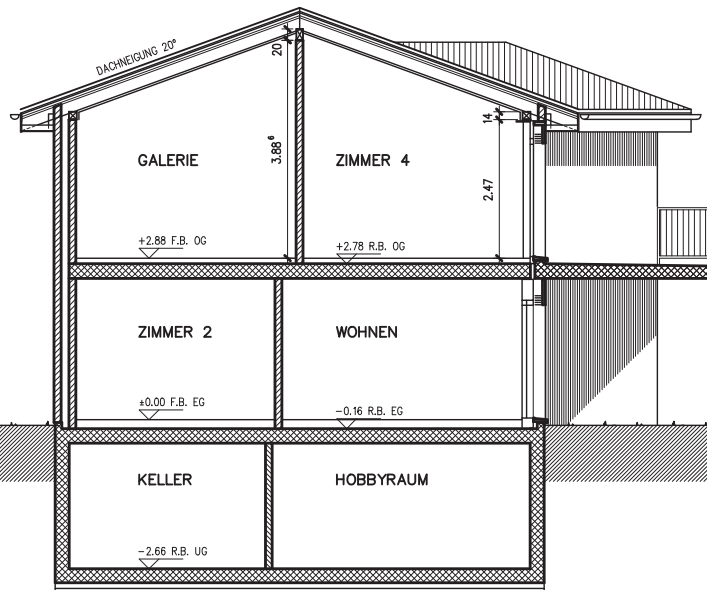 DACHNEIGUNG 20°
20
14
GALERIE
3.88⁶
ZIMMER 4
2.47
+2.88 F.B. OG
+2.78 R.B. OG
ZIMMER 2
WOHNEN
±0.00 F.B. EG
-0.16 R.B. EG
KELLER
HOBBYRAUM
-2.66 R.B. UG